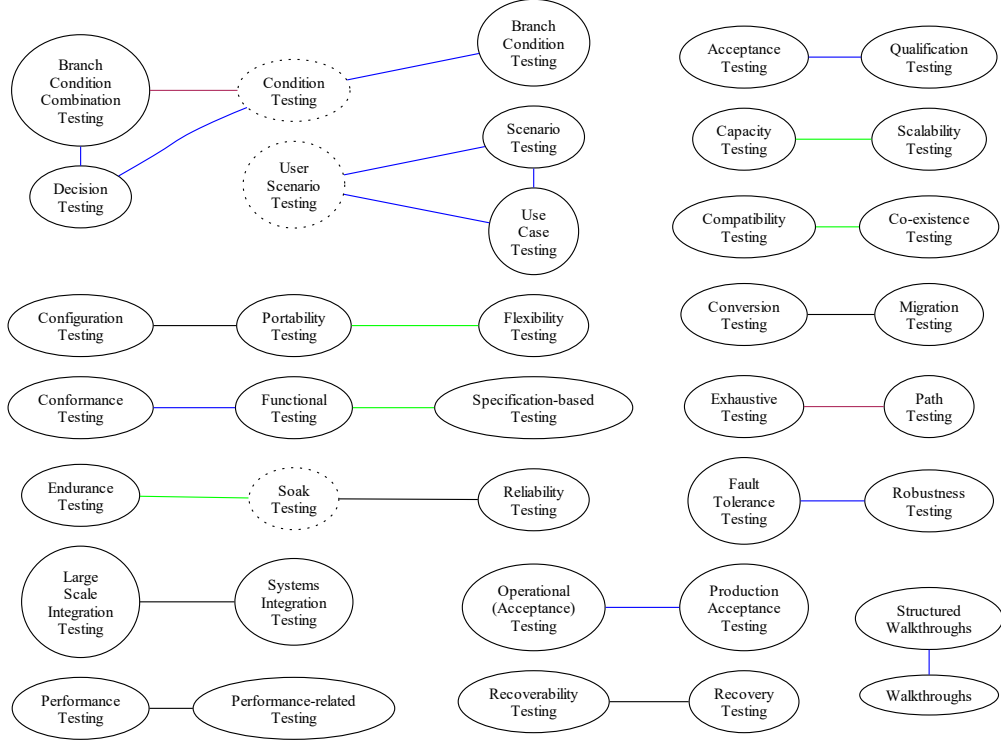 Branch
Condition
Combination
Testing
Condition
Testing
Branch
Condition
Testing
Decision
Testing
User
Scenario
Testing
Scenario
Testing
Use
Case
Testing
Acceptance
Testing
Qualification
Testing
Capacity
Testing
Scalability
Testing
Compatibility
Testing
Co-existence
Testing
Configuration
Testing
Portability
Testing
Flexibility
Testing
Conversion
Testing
Migration
Testing
Conformance
Testing
Functional
Testing
Specification-based
Testing
Exhaustive
Testing
Path
Testing
Endurance
Testing
Soak
Testing
Reliability
Testing
Fault
Tolerance
Testing
Robustness
Testing
Large
Scale
Integration
Testing
Systems
Integration
Testing
Operational
(Acceptance)
Testing
Production
Acceptance
Testing
Structured
Walkthroughs
Walkthroughs
Performance
Testing
Performance-related
Testing
Recoverability
Testing
Recovery
Testing